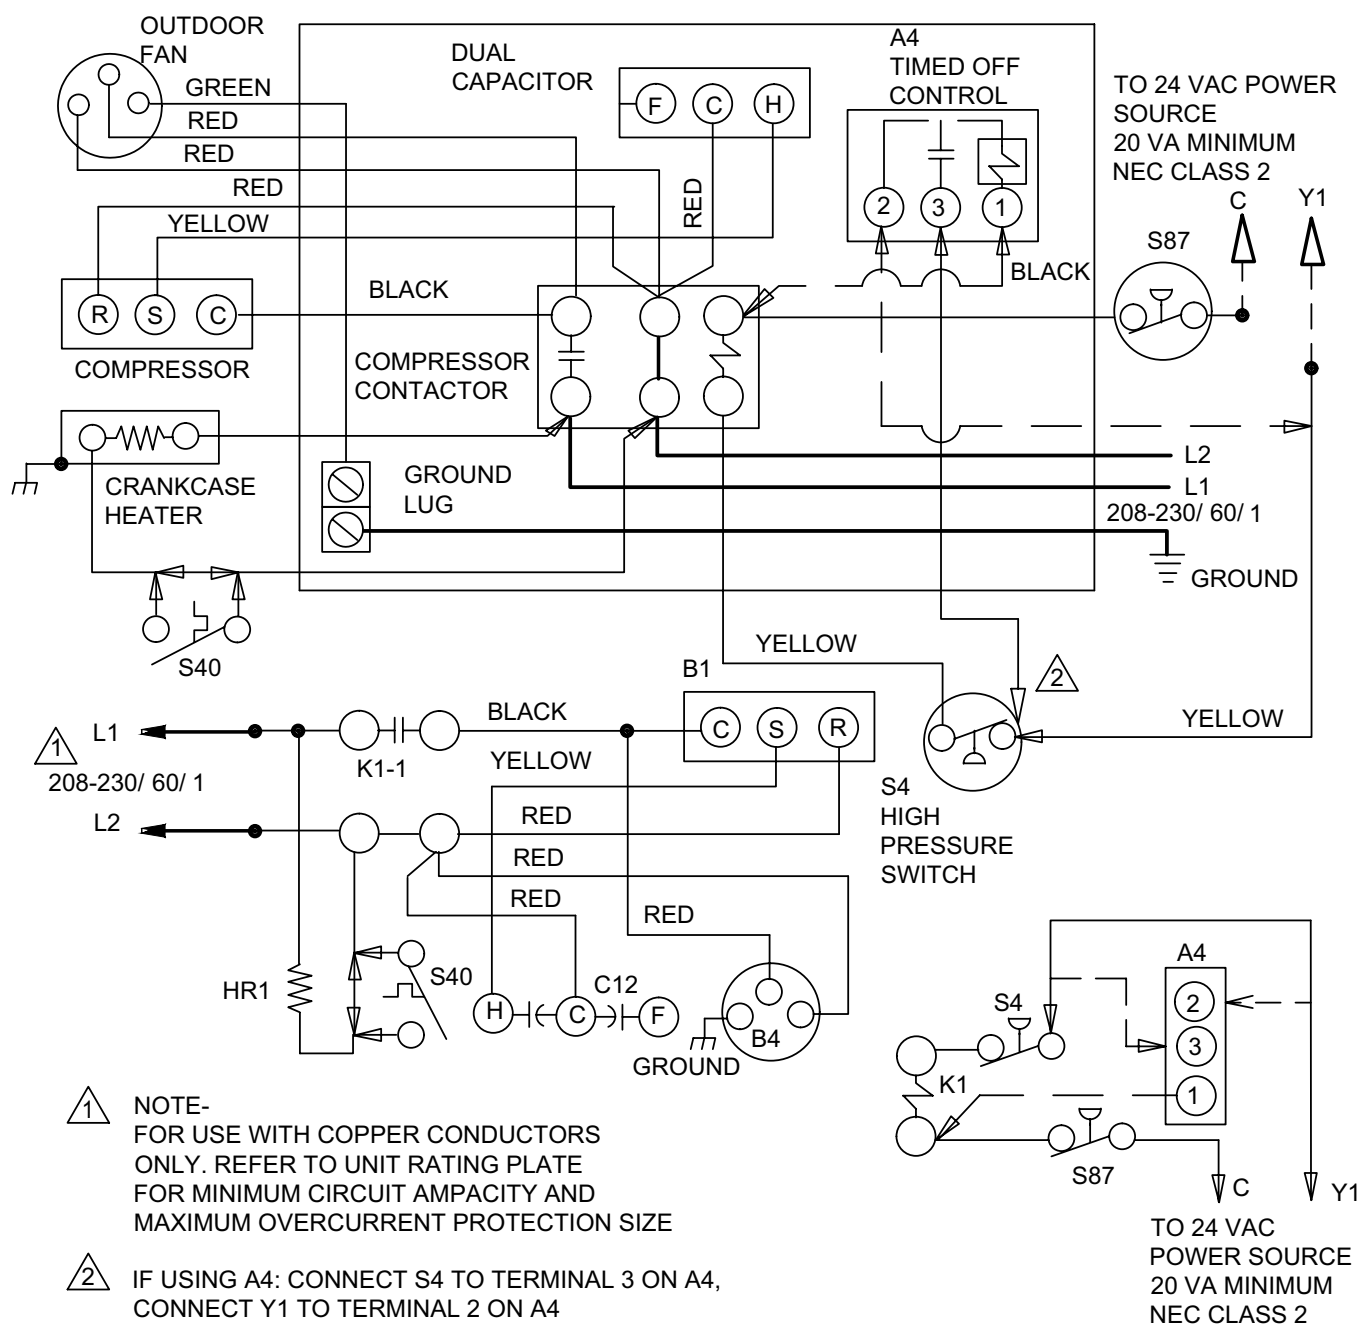 OUTDOOR
FAN
GREEN
RED
RED
RED
YELLOW
DUAL
CAPACITOR
F C H
RED
A4
TIMED OFF
CONTROL
2 3 1
BLACK
TO 24 VAC POWER
SOURCE
20 VA MINIMUM
NEC CLASS 2
C Y1
S87
R S C
COMPRESSOR
BLACK
COMPRESSOR
CONTACTOR
CRANKCASE
HEATER
GROUND
LUG
L2
L1
208-230/ 60/ 1
GROUND
S40
YELLOW
2
B1
C S R
YELLOW
S4
HIGH
PRESSURE
SWITCH
1
L1
208-230/ 60/ 1
L2
K1-1
BLACK
YELLOW
RED
RED
RED
RED
HR1
S40
H C F
C12
B4
GROUND
A4
2
3
1
S4
K1
S87
C
Y1
TO 24 VAC
POWER SOURCE
20 VA MINIMUM
NEC CLASS 2
1 NOTE-
FOR USE WITH COPPER CONDUCTORS
ONLY. REFER TO UNIT RATING PLATE
FOR MINIMUM CIRCUIT AMPACITY AND
MAXIMUM OVERCURRENT PROTECTION SIZE
2 IF USING A4: CONNECT S4 TO TERMINAL 3 ON A4,
CONNECT Y1 TO TERMINAL 2 ON A4